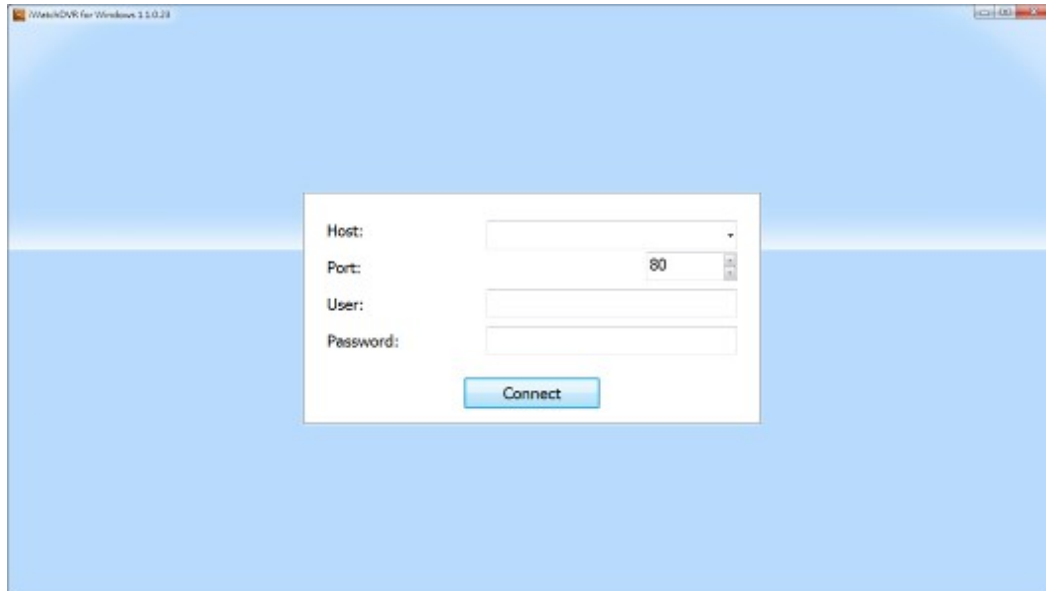 iWatchDVR for Windows 1.1.0.23
Host:
Port: 80
User:
Password:
Connect